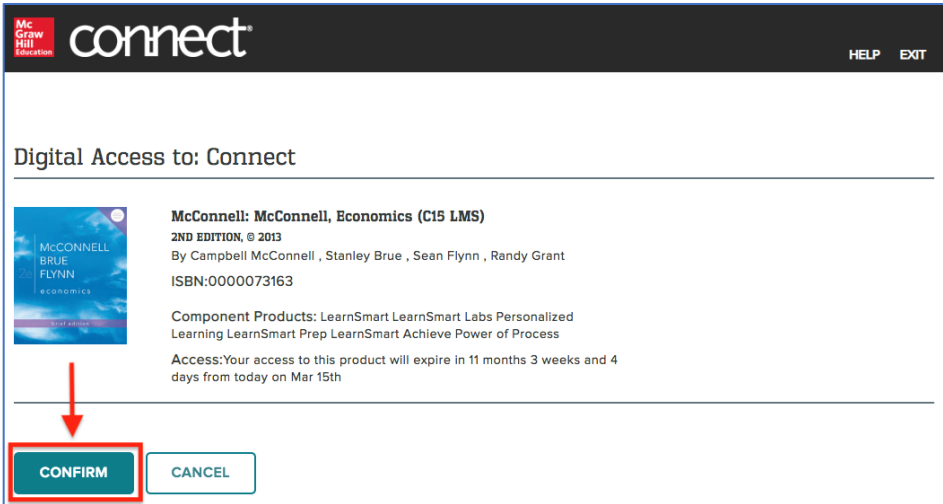 Mc
Graw
Hill
Education
connect®
HELP EXIT
Digital Access to: Connect
McCONNELL
BRUE
2e FLYNN
economics
brief edition
McConnell: McConnell, Economics (C15 LMS)
2ND EDITION, © 2013
By Campbell McConnell , Stanley Brue , Sean Flynn , Randy Grant
ISBN:0000073163
Component Products: LearnSmart LearnSmart Labs Personalized
Learning LearnSmart Prep LearnSmart Achieve Power of Process
Access:Your access to this product will expire in 11 months 3 weeks and 4
days from today on Mar 15th
CONFIRM CANCEL